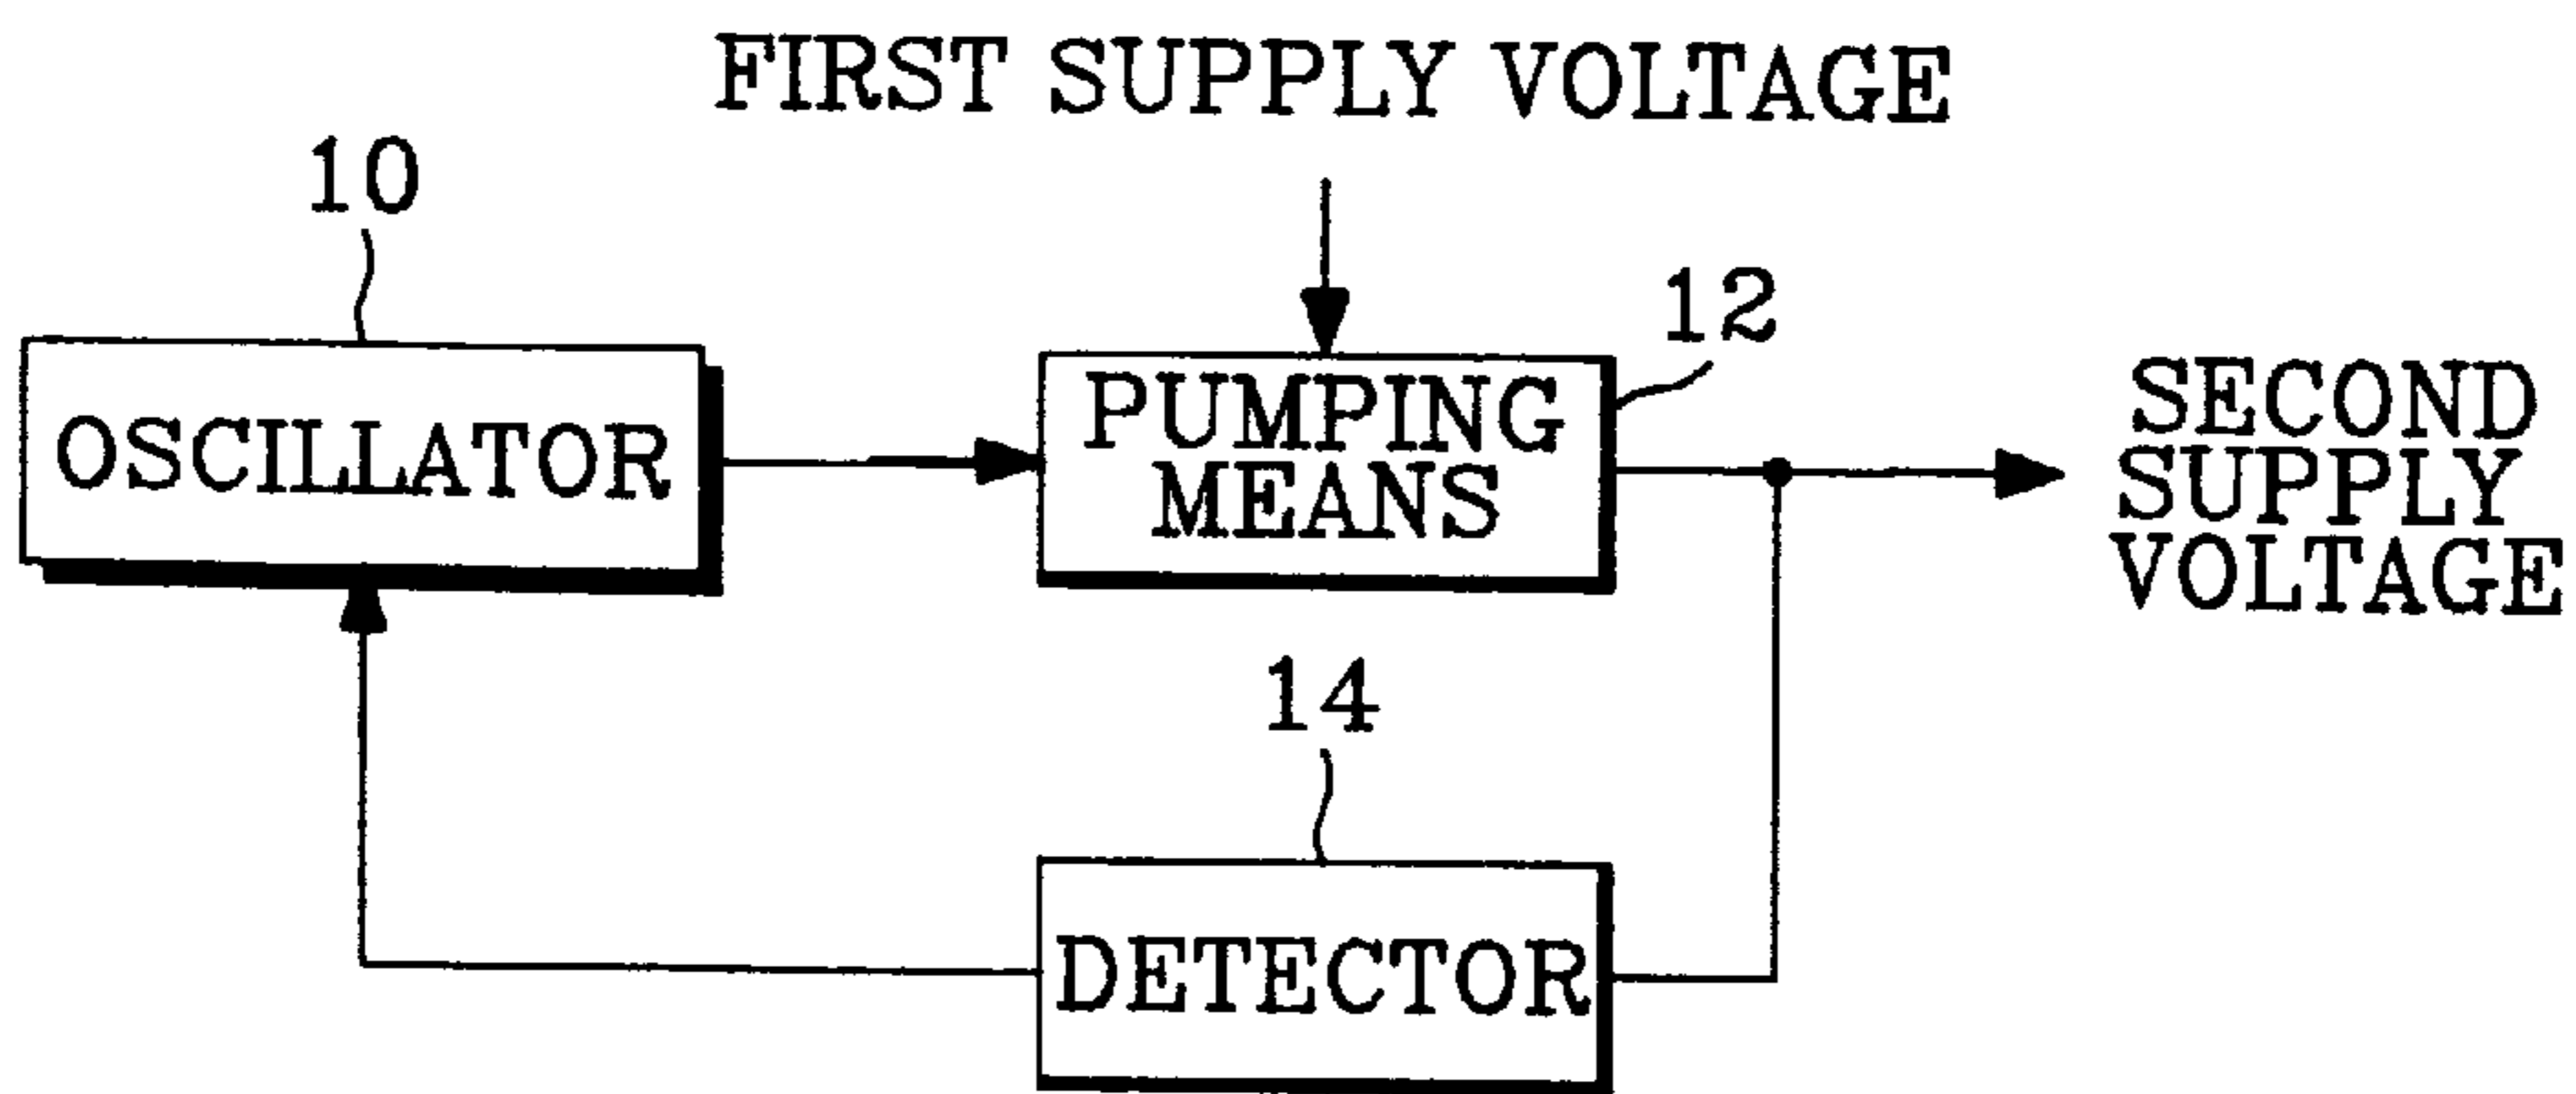 FIRST SUPPLY VOLTAGE
10
12
OSCILLATOR
PUMPING
MEANS
SECOND
SUPPLY
VOLTAGE
14
DETECTOR